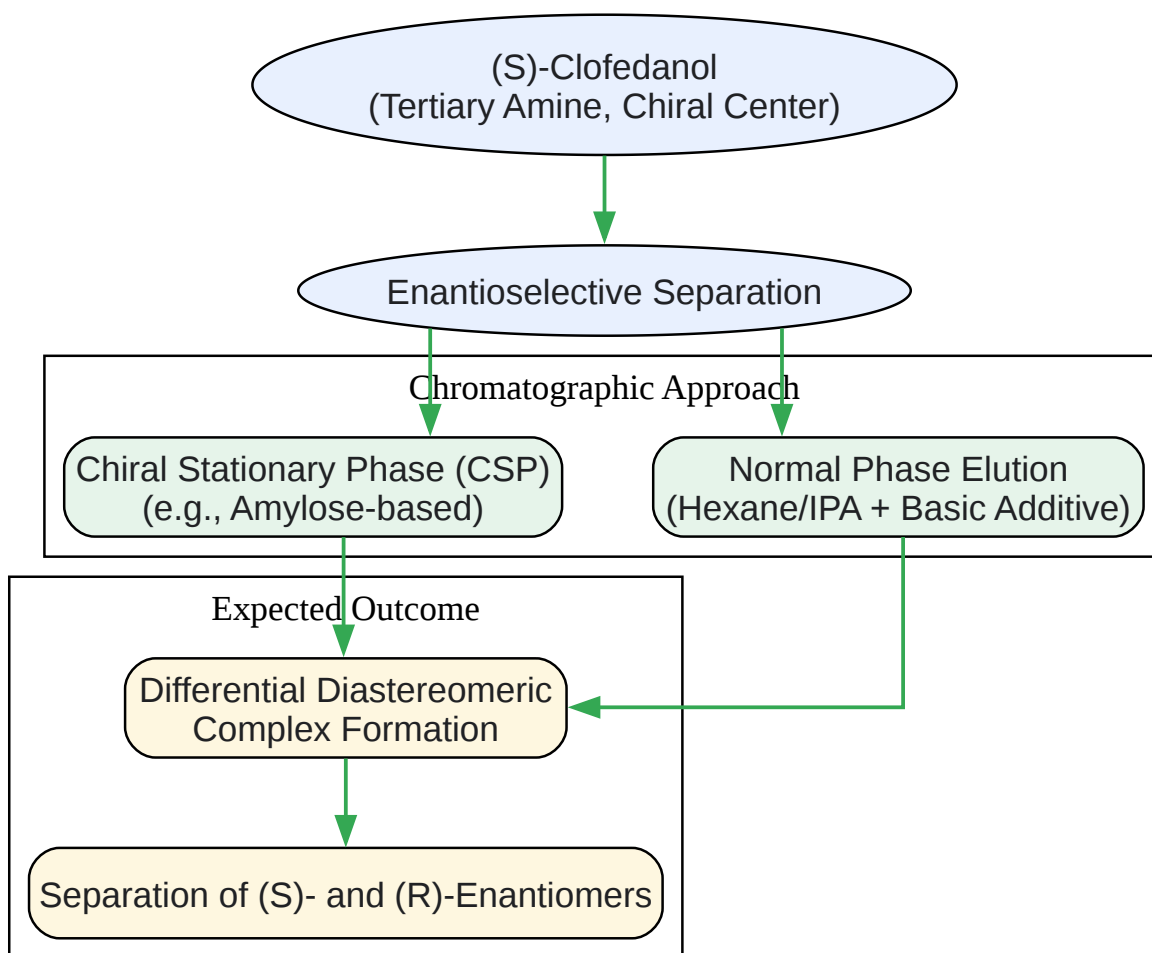 (S)-Clofedanol
(Tertiary Amine, Chiral Center)
Enantioselective Separation
Chromatographic Approach
Chiral Stationary Phase (CSP)
(e.g., Amylose-based)
Normal Phase Elution
(Hexane/IPA + Basic Additive)
Expected Outcome
Differential Diastereomeric
Complex Formation
Separation of (S)- and (R)-Enantiomers